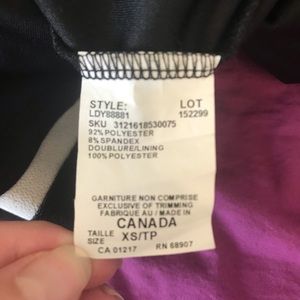 STYLE: LOT
LDY88881 152299
SKU 3121618530075
92% POLYESTER
8% SPANDEX
DOUBLURE/LINING
100% POLYESTER
GARNITURE NON COMPRISE
EXCLUSIVE OF TRIMMING
FABRIQUE AU / MADE IN
CANADA
TAILLE
SIZE XS/TP
CA 01217 RN 68907